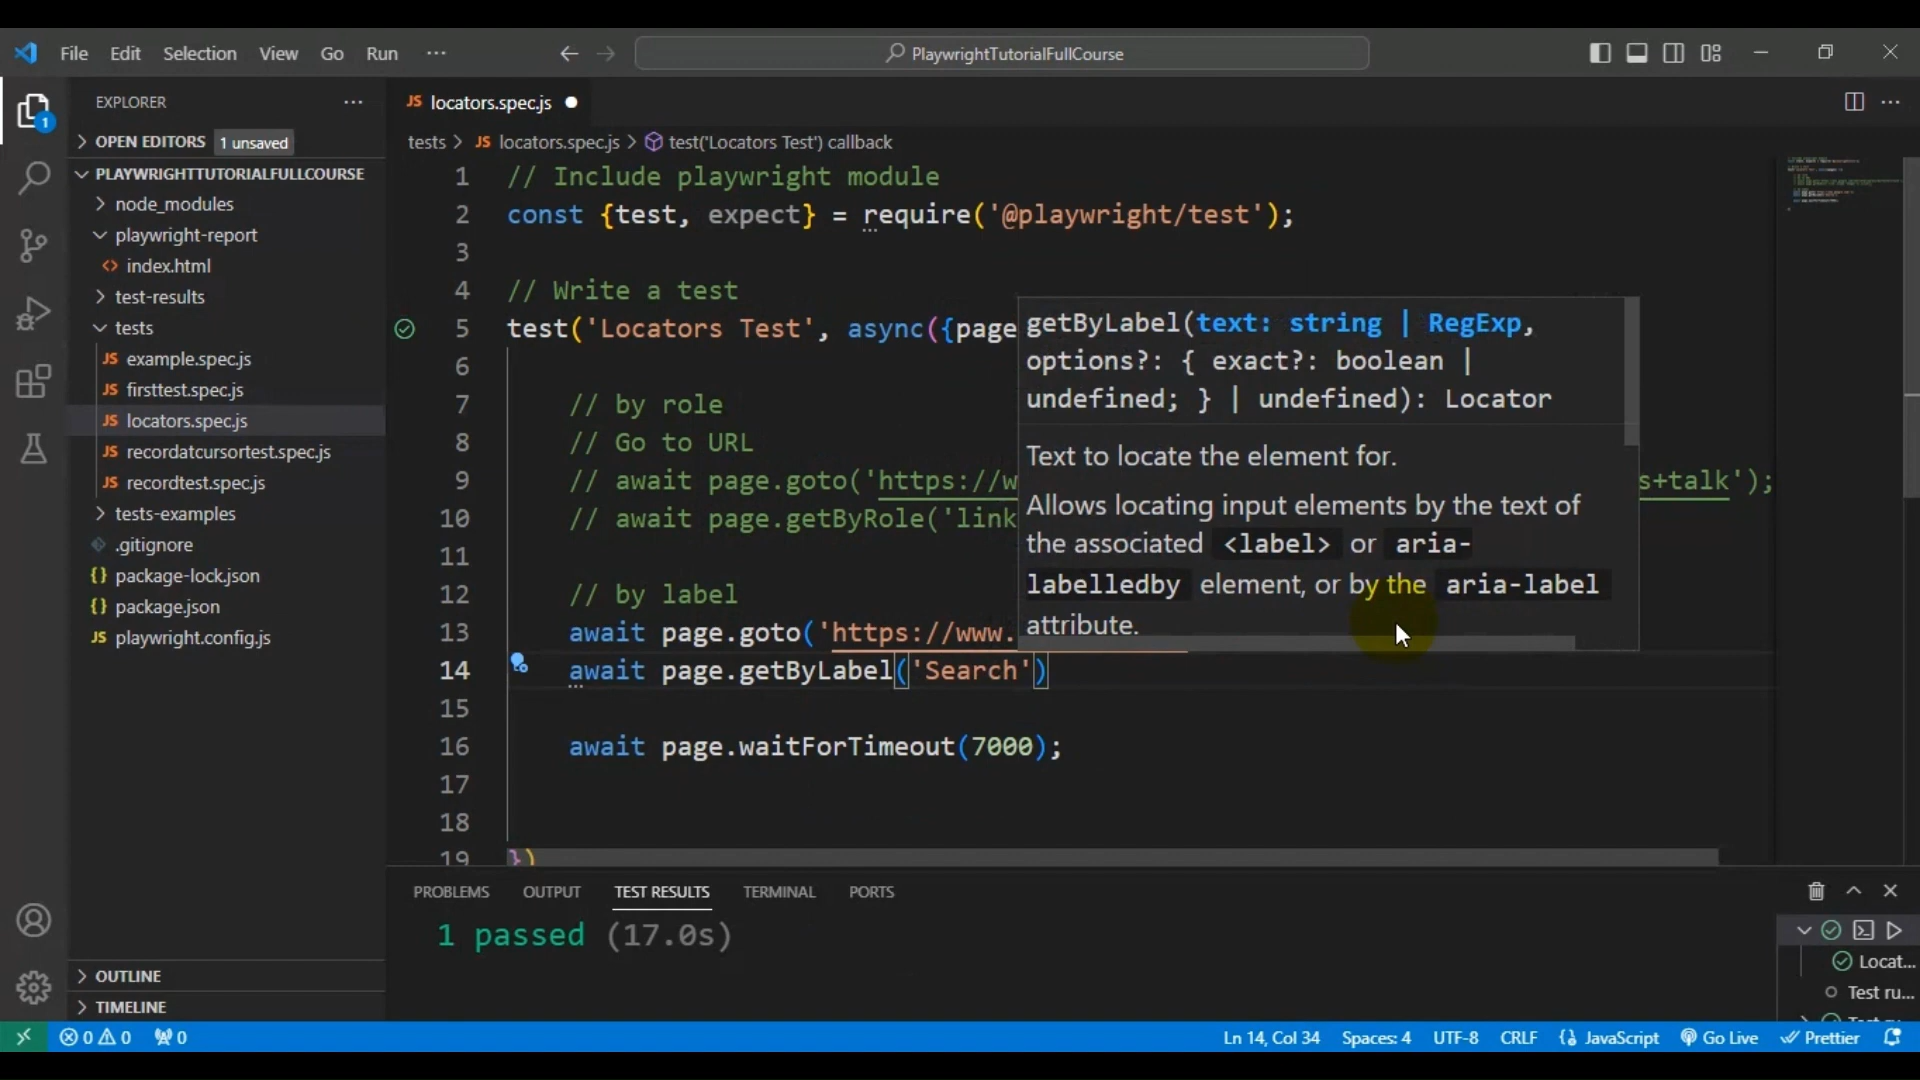 File Edit Selection View Go Run ···
PlaywrightTutorialFullCourse
EXPLORER
1
OPEN EDITORS 1 unsaved
PLAYWRIGHTTUTORIALFULLCOURSE
node_modules
playwright-report
<> index.html
test-results
tests
JS example.spec.js
JS firsttest.spec.js
JS locators.spec.js
JS recordatcursortest.spec.js
JS recordtest.spec.js
tests-examples
.gitignore
{} package-lock.json
{} package.json
JS playwright.config.js
OUTLINE
TIMELINE
JS locators.spec.js
tests > JS locators.spec.js > test('Locators Test') callback
1 // Include playwright module
2 const {test, expect} = require('@playwright/test');
3
4 // Write a test
5 test('Locators Test', async({page
6
7 // by role
8 // Go to URL
9 // await page.goto('https://w s+talk');
10 // await page.getByRole('link
11
12 // by label
13 await page.goto('https://www.
14 await page.getByLabel('Search')
15
16 await page.waitForTimeout(7000);
17
18
19 })
getByLabel(text: string | RegExp,
options?: { exact?: boolean |
undefined; } | undefined): Locator
Text to locate the element for.
Allows locating input elements by the text of
the associated <label> or aria-
labelledby element, or by the aria-label
attribute.
PROBLEMS OUTPUT TEST RESULTS TERMINAL PORTS
1 passed (17.0s)
Locat...
Test ru...
0 0 0
Ln 14, Col 34 Spaces: 4 UTF-8 CRLF JavaScript Go Live Prettier